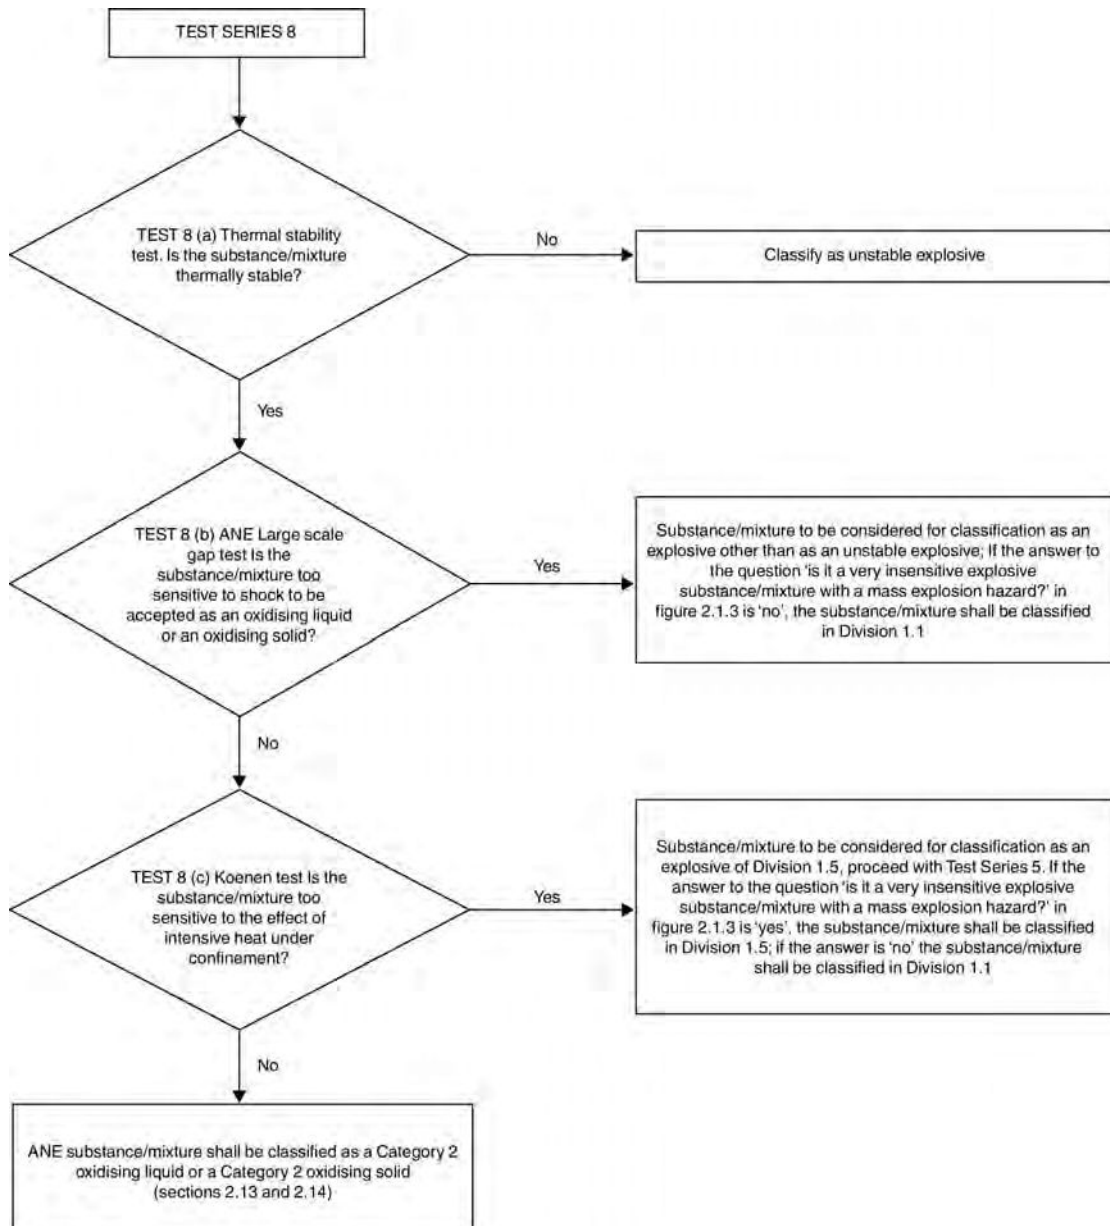 TEST SERIES 8
TEST 8 (a) Thermal stability
test. Is the substance/mixture
thermally stable?
No
Classify as unstable explosive
Yes
TEST 8 (b) ANE Large scale
gap test Is the
substance/mixture too
sensitive to shock to be
accepted as an oxidising liquid
or an oxidising solid?
Yes
Substance/mixture to be considered for classification as an
explosive other than as an unstable explosive; If the answer to
the question 'is it a very insensitive explosive
substance/mixture with a mass explosion hazard?' in
figure 2.1.3 is 'no', the substance/mixture shall be classified
in Division 1.1
No
TEST 8 (c) Koenen test Is the
substance/mixture too
sensitive to the effect of
intensive heat under
confinement?
Yes
Substance/mixture to be considered for classification as an
explosive of Division 1.5, proceed with Test Series 5. If the
answer to the question 'is it a very insensitive explosive
substance/mixture with a mass explosion hazard?' in
figure 2.1.3 is 'yes', the substance/mixture shall be classified
in Division 1.5; if the answer is 'no' the substance/mixture
shall be classified in Division 1.1
No
ANE substance/mixture shall be classified as a Category 2
oxidising liquid or a Category 2 oxidising solid
(sections 2.13 and 2.14)